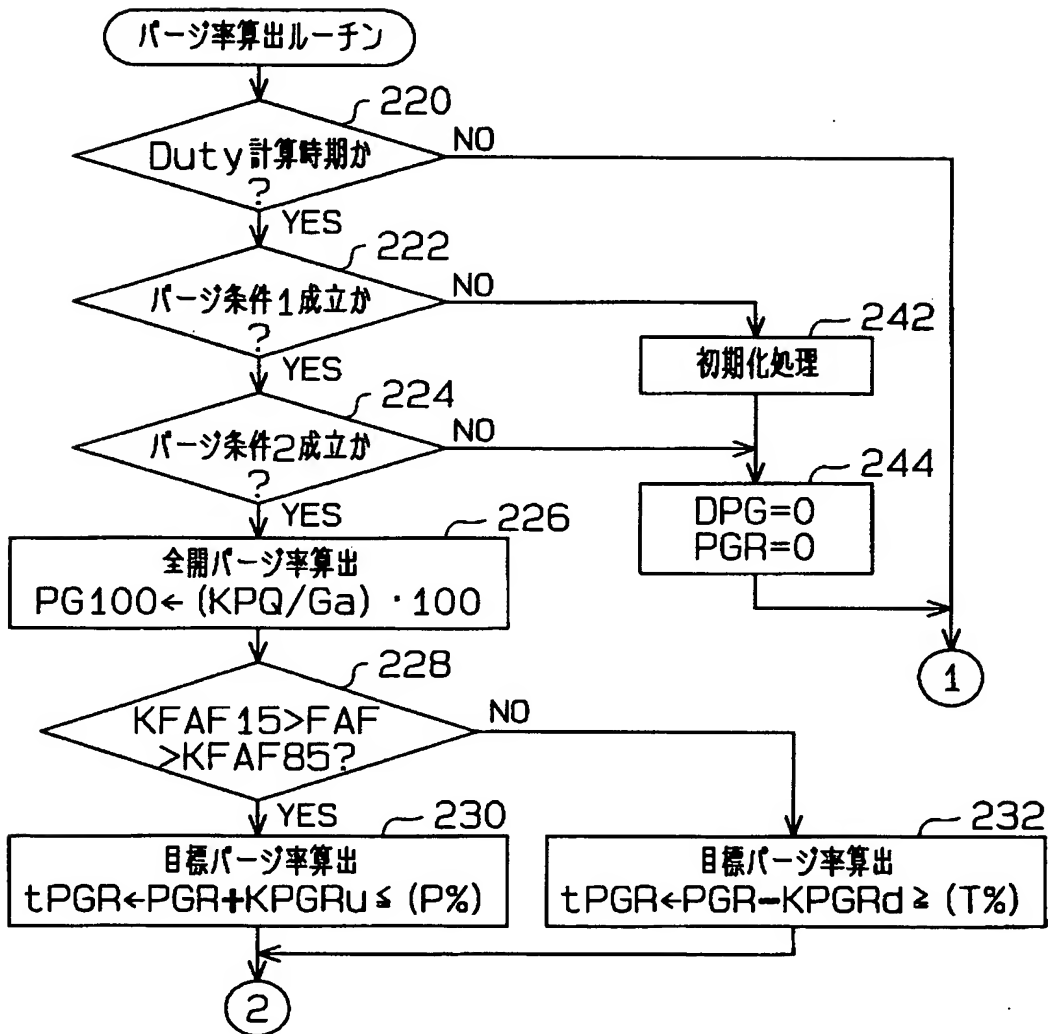 パージ率算出ルーチン
220
Duty計算時期か
?
NO
YES
222
パージ条件1成立か
?
NO
YES
242
初期化処理
224
パージ条件2成立か
?
NO
YES
244
DPG=0
PGR=0
226
全開パージ率算出
PG100←(KPQ/Ga)・100
1
228
KFAF15>FAF
>KFAF85?
NO
YES
230
目標パージ率算出
tPGR←PGR+KPGRu≦(P%)
232
目標パージ率算出
tPGR←PGR-KPGRd≧(T%)
2